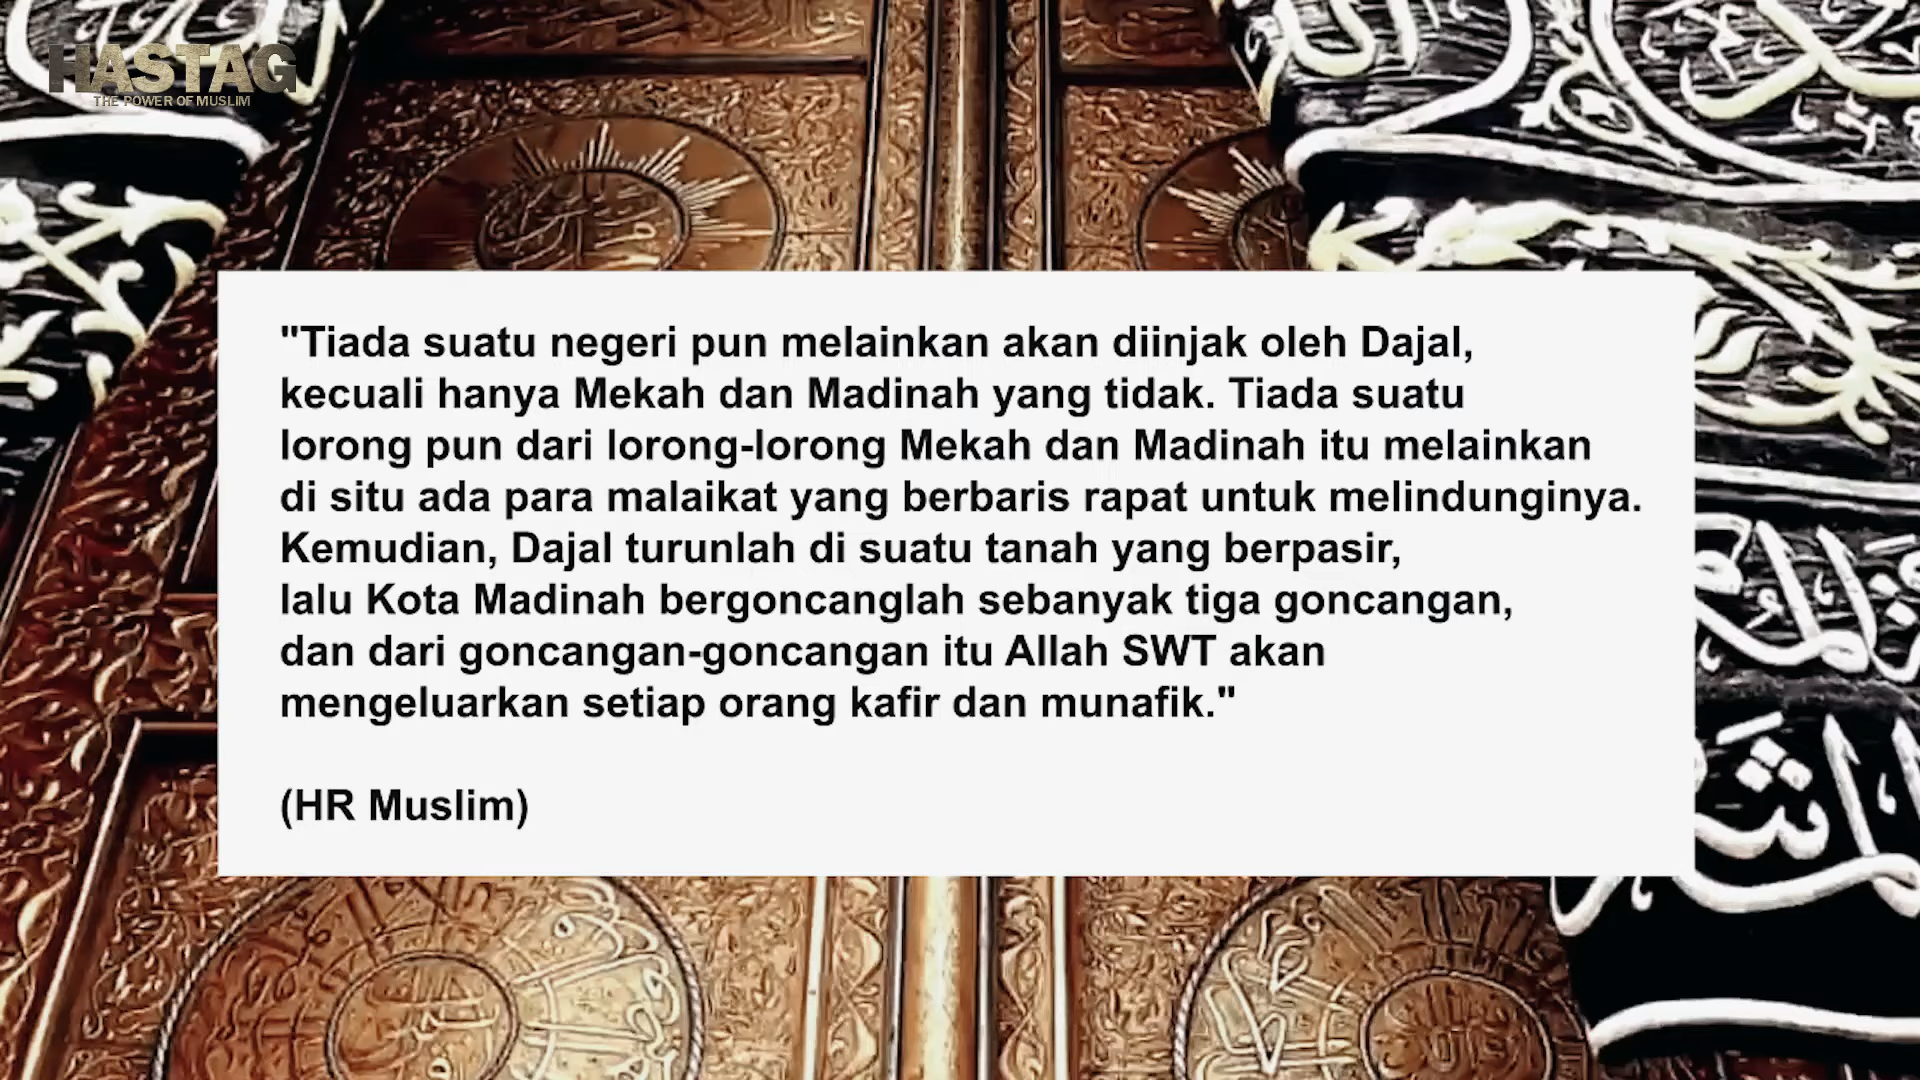 HASTAG
THE POWER OF MUSLIM
"Tiada suatu negeri pun melainkan akan diinjak oleh Dajal,
kecuali hanya Mekah dan Madinah yang tidak. Tiada suatu
lorong pun dari lorong-lorong Mekah dan Madinah itu melainkan
di situ ada para malaikat yang berbaris rapat untuk melindunginya.
Kemudian, Dajal turunlah di suatu tanah yang berpasir,
lalu Kota Madinah bergoncanglah sebanyak tiga goncangan,
dan dari goncangan-goncangan itu Allah SWT akan
mengeluarkan setiap orang kafir dan munafik."
(HR Muslim)